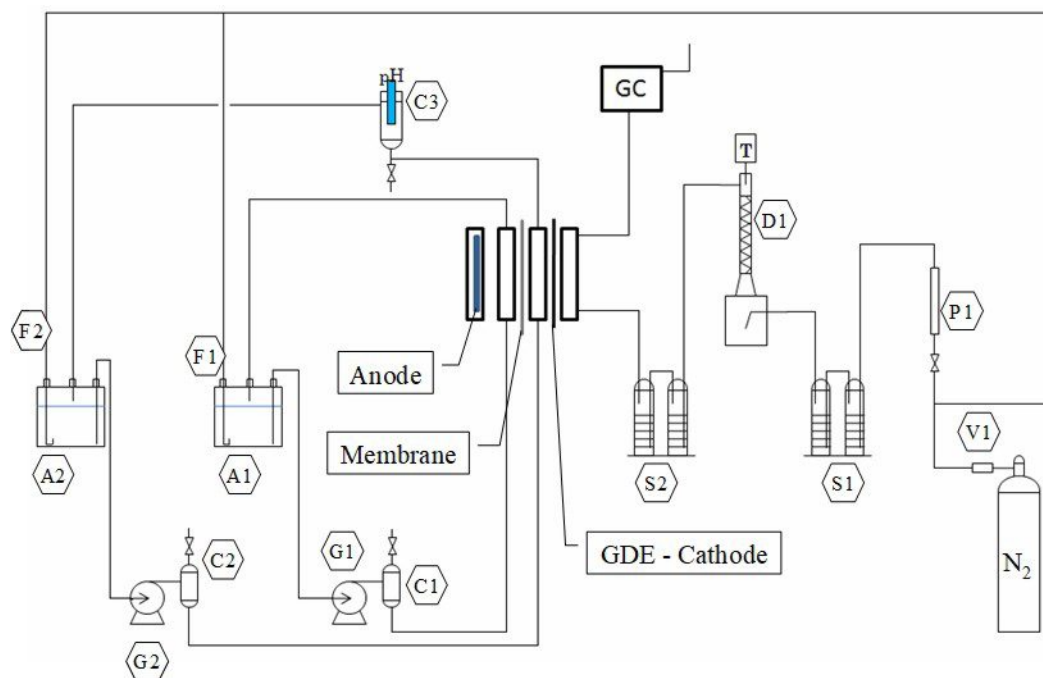 pH
C3
GC
T
D1
P1
F2
F1
Anode
Membrane
A2
A1
S2
S1
V1
C2
G1
C1
GDE - Cathode
N2
G2